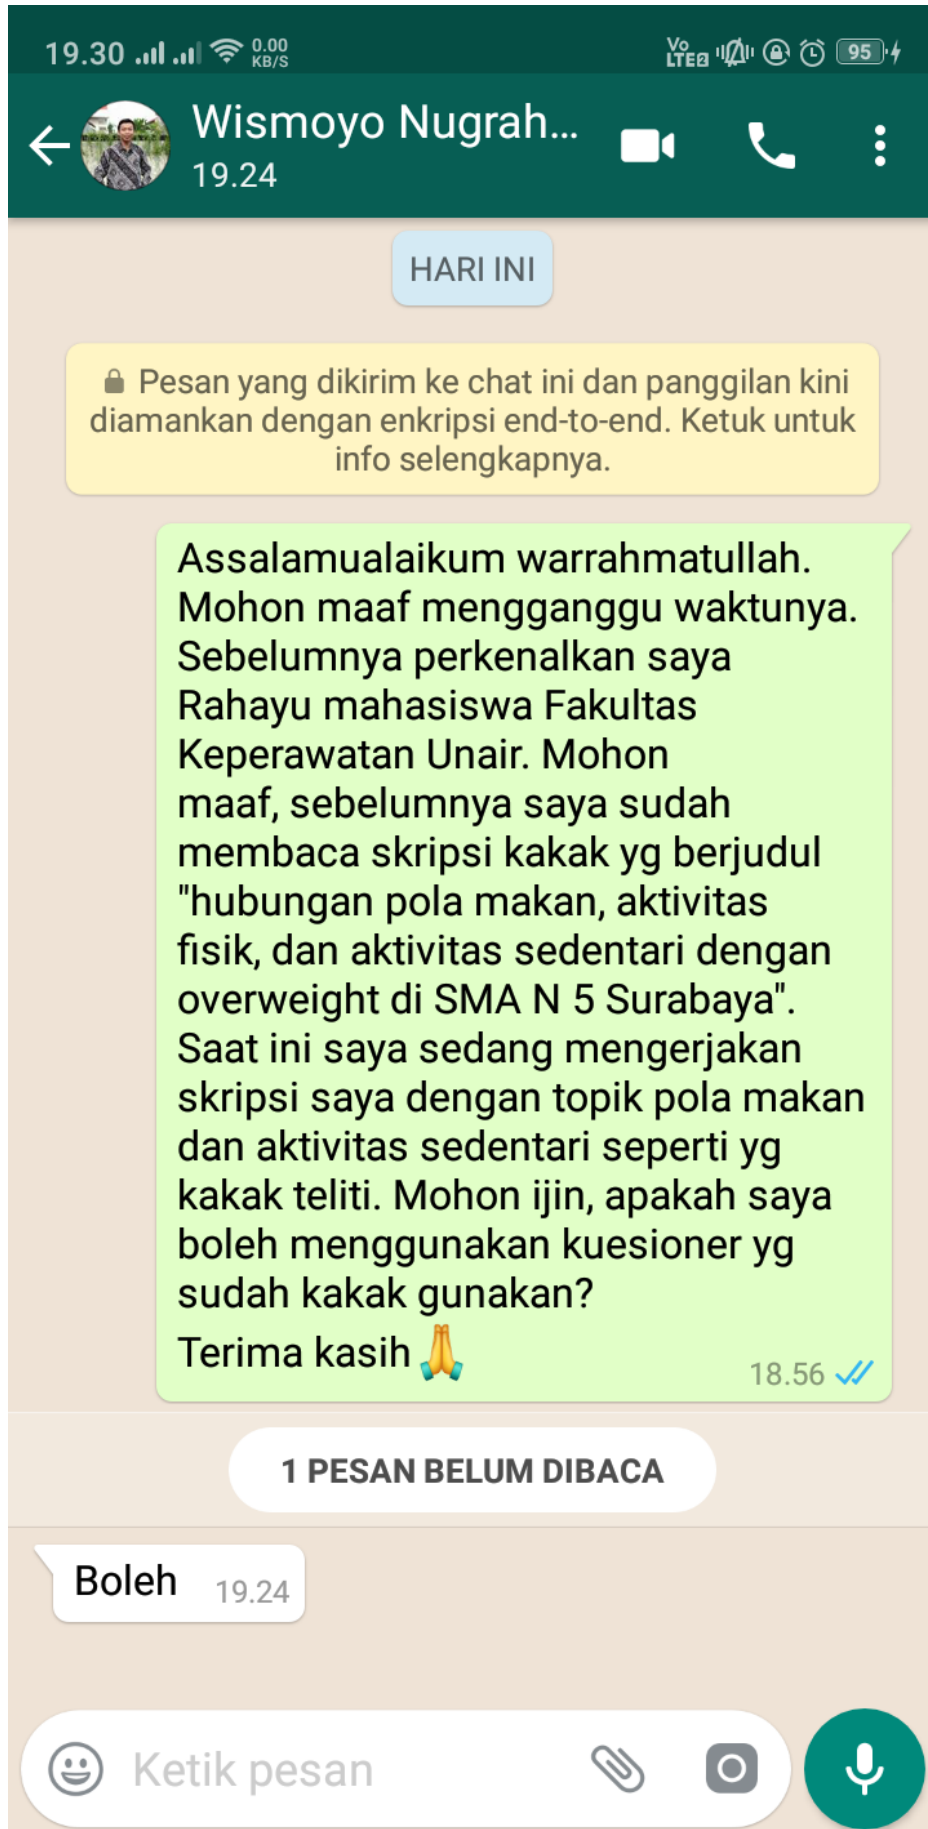 19.30 0.00 KB/S Vo LTE2 95
Wismoyo Nugrah...
19.24
HARI INI
Pesan yang dikirim ke chat ini dan panggilan kini
diamankan dengan enkripsi end-to-end. Ketuk untuk
info selengkapnya.
Assalamualaikum warrahmatullah.
Mohon maaf mengganggu waktunya.
Sebelumnya perkenalkan saya
Rahayu mahasiswa Fakultas
Keperawatan Unair. Mohon
maaf, sebelumnya saya sudah
membaca skripsi kakak yg berjudul
"hubungan pola makan, aktivitas
fisik, dan aktivitas sedentari dengan
overweight di SMA N 5 Surabaya".
Saat ini saya sedang mengerjakan
skripsi saya dengan topik pola makan
dan aktivitas sedentari seperti yg
kakak teliti. Mohon ijin, apakah saya
boleh menggunakan kuesioner yg
sudah kakak gunakan?
Terima kasih🙏
18.56
1 PESAN BELUM DIBACA
Boleh 19.24
Ketik pesan